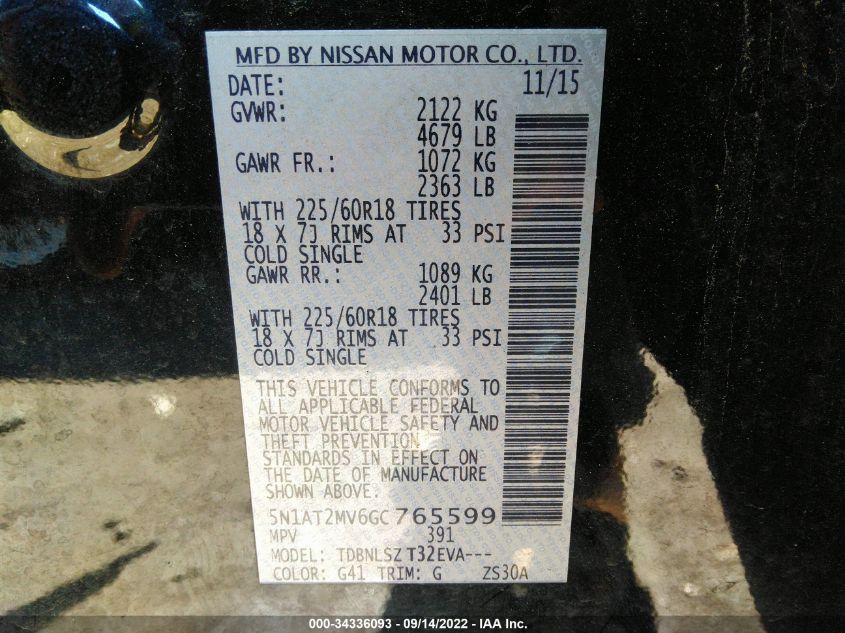 MFD BY NISSAN MOTOR CO., LTD.
DATE: 11/15
GVWR: 2122 KG
4679 LB
GAWR FR.: 1072 KG
2363 LB
WITH 225/60R18 TIRES
18 X 7J RIMS AT 33 PSI
COLD SINGLE
GAWR RR.: 1089 KG
2401 LB
WITH 225/60R18 TIRES
18 X 7J RIMS AT 33 PSI
COLD SINGLE
THIS VEHICLE CONFORMS TO
ALL APPLICABLE FEDERAL
MOTOR VEHICLE SAFETY AND
THEFT PREVENTION
STANDARDS IN EFFECT ON
THE DATE OF MANUFACTURE
SHOWN ABOVE.
5N1AT2MV6GC765599
MPV 391
MODEL: TDBNLSZ T32EVA---
COLOR: G41 TRIM: G ZS30A
000-34336093 - 09/14/2022 - IAA Inc.